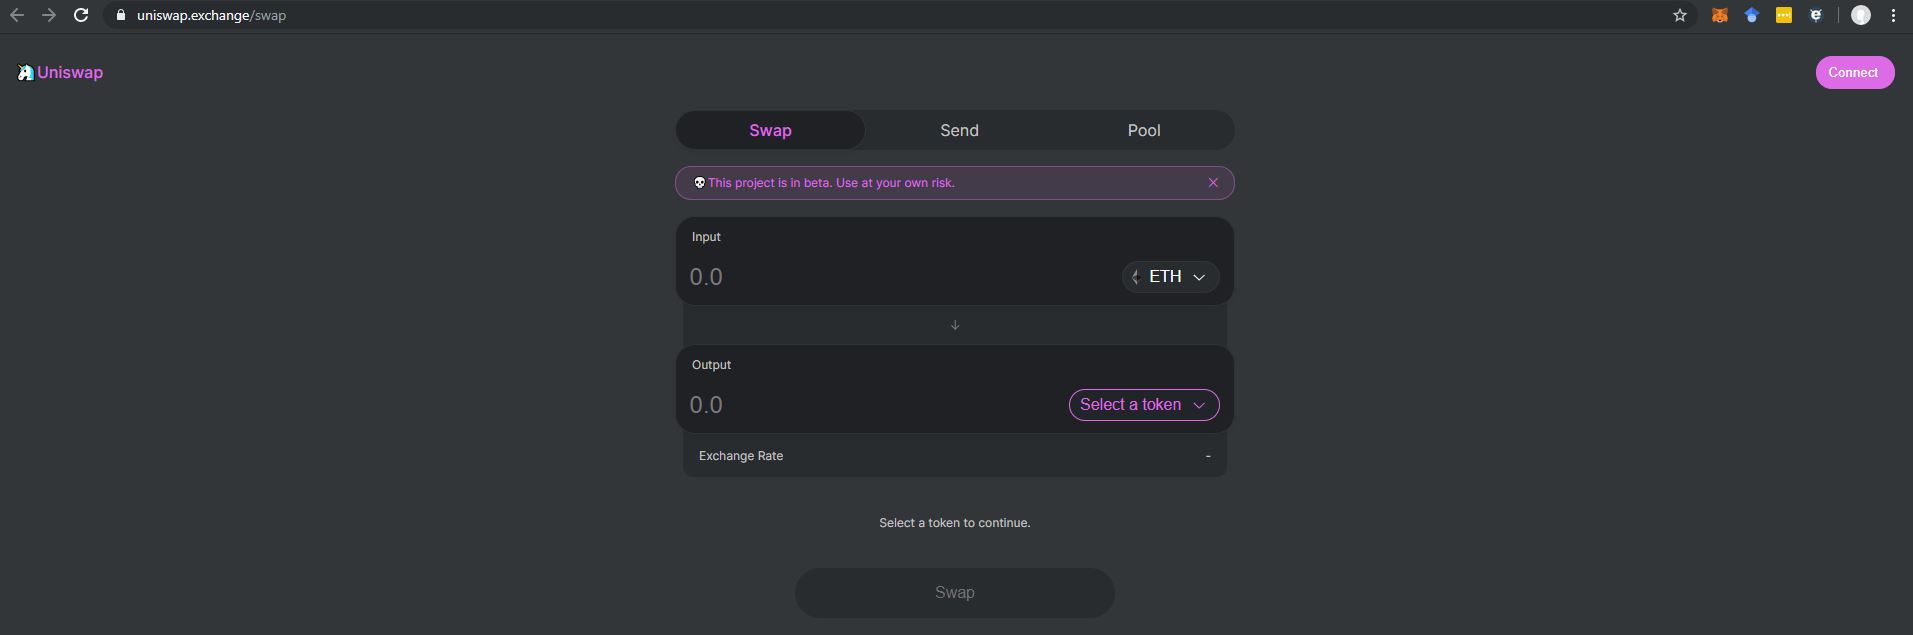 uniswap.exchange/swap
Uniswap
Connect
Swap Send Pool
This project is in beta. Use at your own risk.
Input
0.0 ETH
Output
0.0 Select a token
Exchange Rate -
Select a token to continue.
Swap